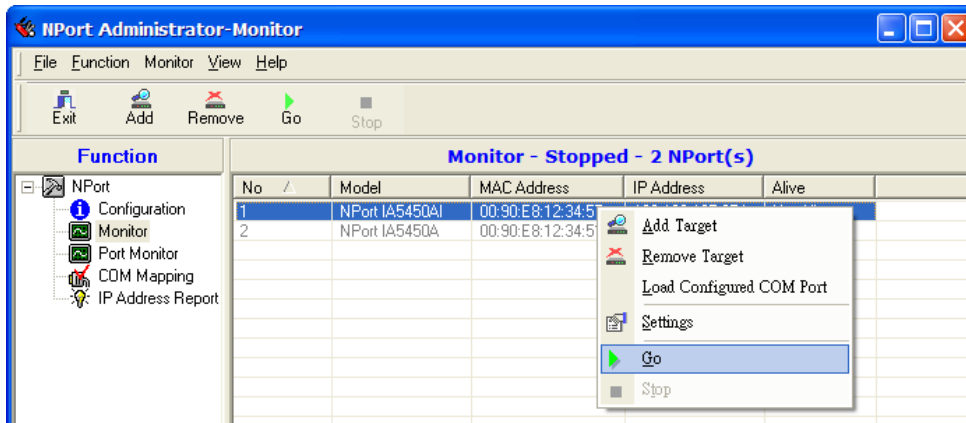 NPort Administrator-Monitor
File Function Monitor View Help
Exit Add Remove Go Stop
Function
Monitor - Stopped - 2 NPort(s)
NPort
Configuration
Monitor
Port Monitor
COM Mapping
IP Address Report
No Model MAC Address IP Address Alive
1 NPort IA5450AI 00:90:E8:12:34:5
2 NPort IA5450A 00:90:E8:12:34:5
Add Target
Remove Target
Load Configured COM Port
Settings
Go
Stop